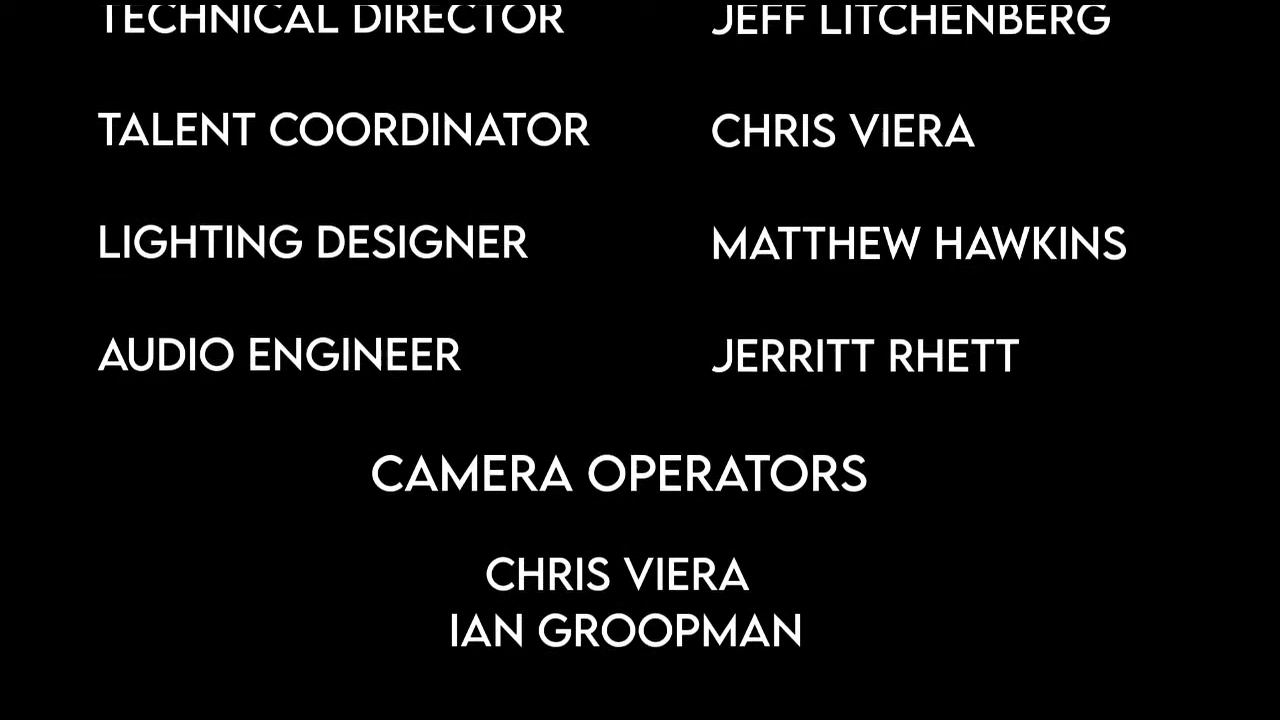 TECHNICAL DIRECTOR JEFF LITCHENBERG
TALENT COORDINATOR CHRIS VIERA
LIGHTING DESIGNER MATTHEW HAWKINS
AUDIO ENGINEER JERRITT RHETT
CAMERA OPERATORS
CHRIS VIERA
IAN GROOPMAN